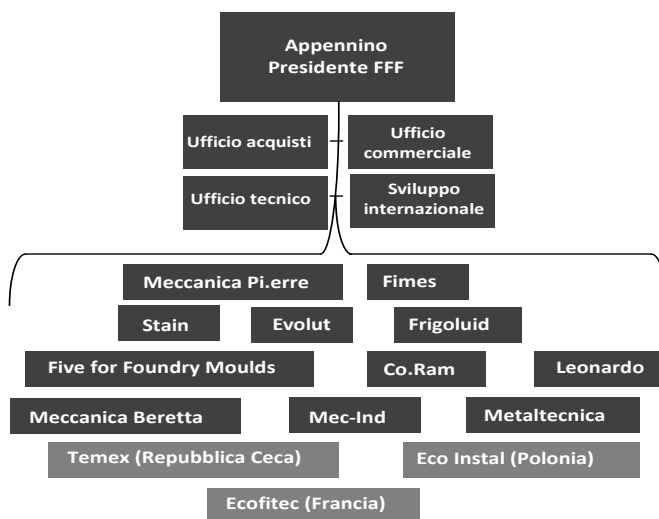 Appennino
Presidente FFF
Ufficio acquisti
Ufficio
commerciale
Ufficio tecnico
Sviluppo
internazionale
Meccanica Pi.erre
Fimes
Stain
Evolut
Frigoluid
Five for Foundry Moulds
Co.Ram
Leonardo
Meccanica Beretta
Mec-Ind
Metaltecnica
Temex (Repubblica Ceca)
Eco Instal (Polonia)
Ecofitec (Francia)